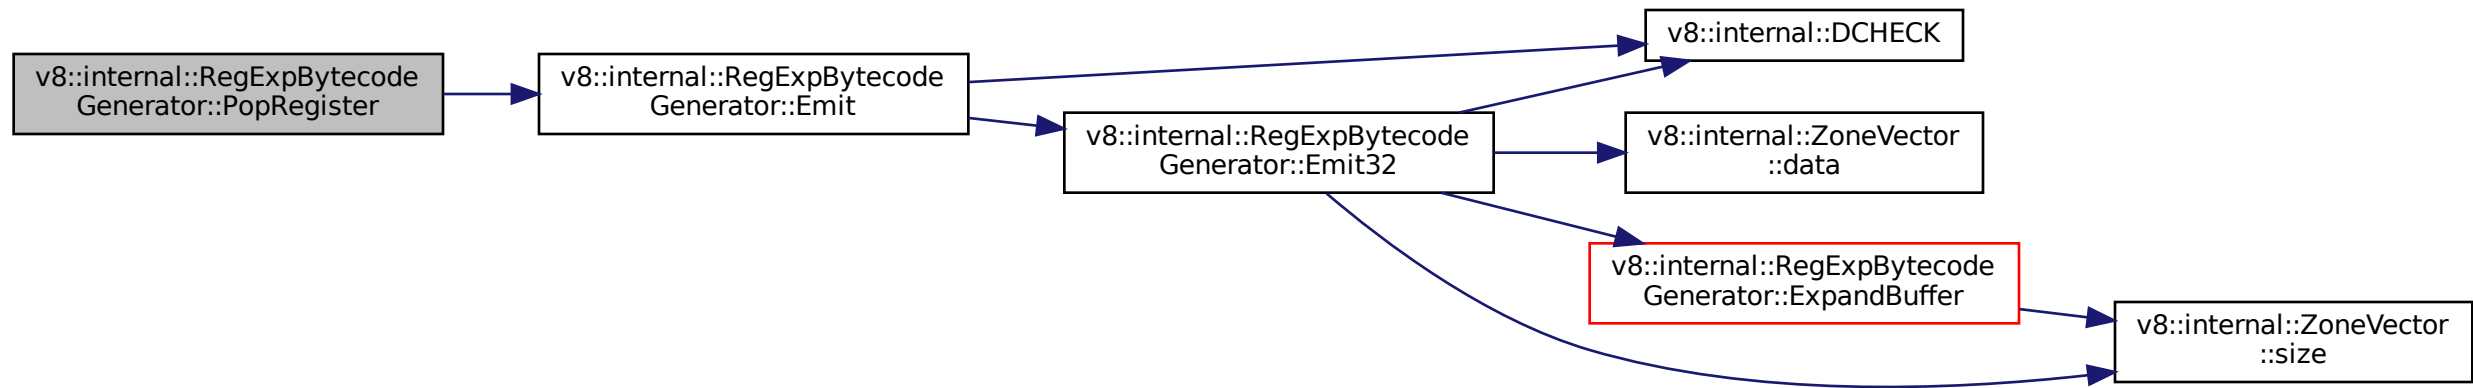 v8::internal::RegExpBytecode
Generator::PopRegister
v8::internal::RegExpBytecode
Generator::Emit
v8::internal::DCHECK
v8::internal::RegExpBytecode
Generator::Emit32
v8::internal::ZoneVector
::data
v8::internal::RegExpBytecode
Generator::ExpandBuffer
v8::internal::ZoneVector
::size